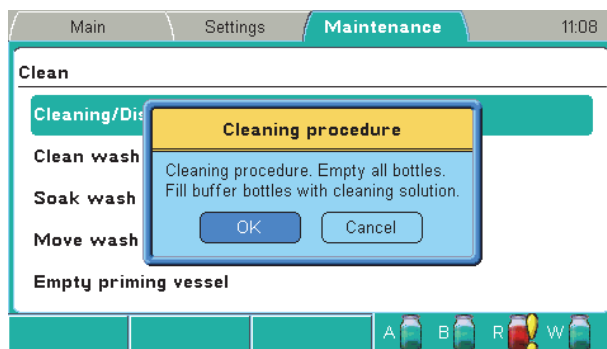 Main Settings Maintenance 11:08
Clean
Cleaning/Dis
Cleaning procedure
Clean wash
Cleaning procedure. Empty all bottles.
Fill buffer bottles with cleaning solution.
Soak wash
OK Cancel
Move wash
Empty priming vessel
A B R W